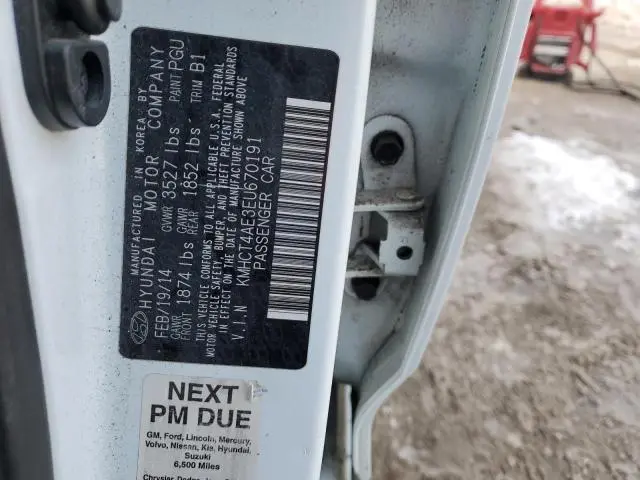 MANUFACTURED IN KOREA BY
HYUNDAI MOTOR COMPANY
FEB/19/14 GVWR 3527 lbs PAINT PGU
GAWR FRONT 1874 lbs GAWR REAR 1852 lbs TRIM B1
THIS VEHICLE CONFORMS TO ALL APPLICABLE U.S.A. FEDERAL
MOTOR VEHICLE SAFETY, BUMPER, AND THEFT PREVENTION STANDARDS
IN EFFECT ON THE DATE OF MANUFACTURE SHOWN ABOVE.
V.I.N KMHCT4AE3EU670191
PASSENGER CAR
NEXT
PM DUE
GM, Ford, Lincoln, Mercury,
Volvo, Nissan, Kia, Hyundai,
Suzuki
6,500 Miles
Chrysler, Dodge,